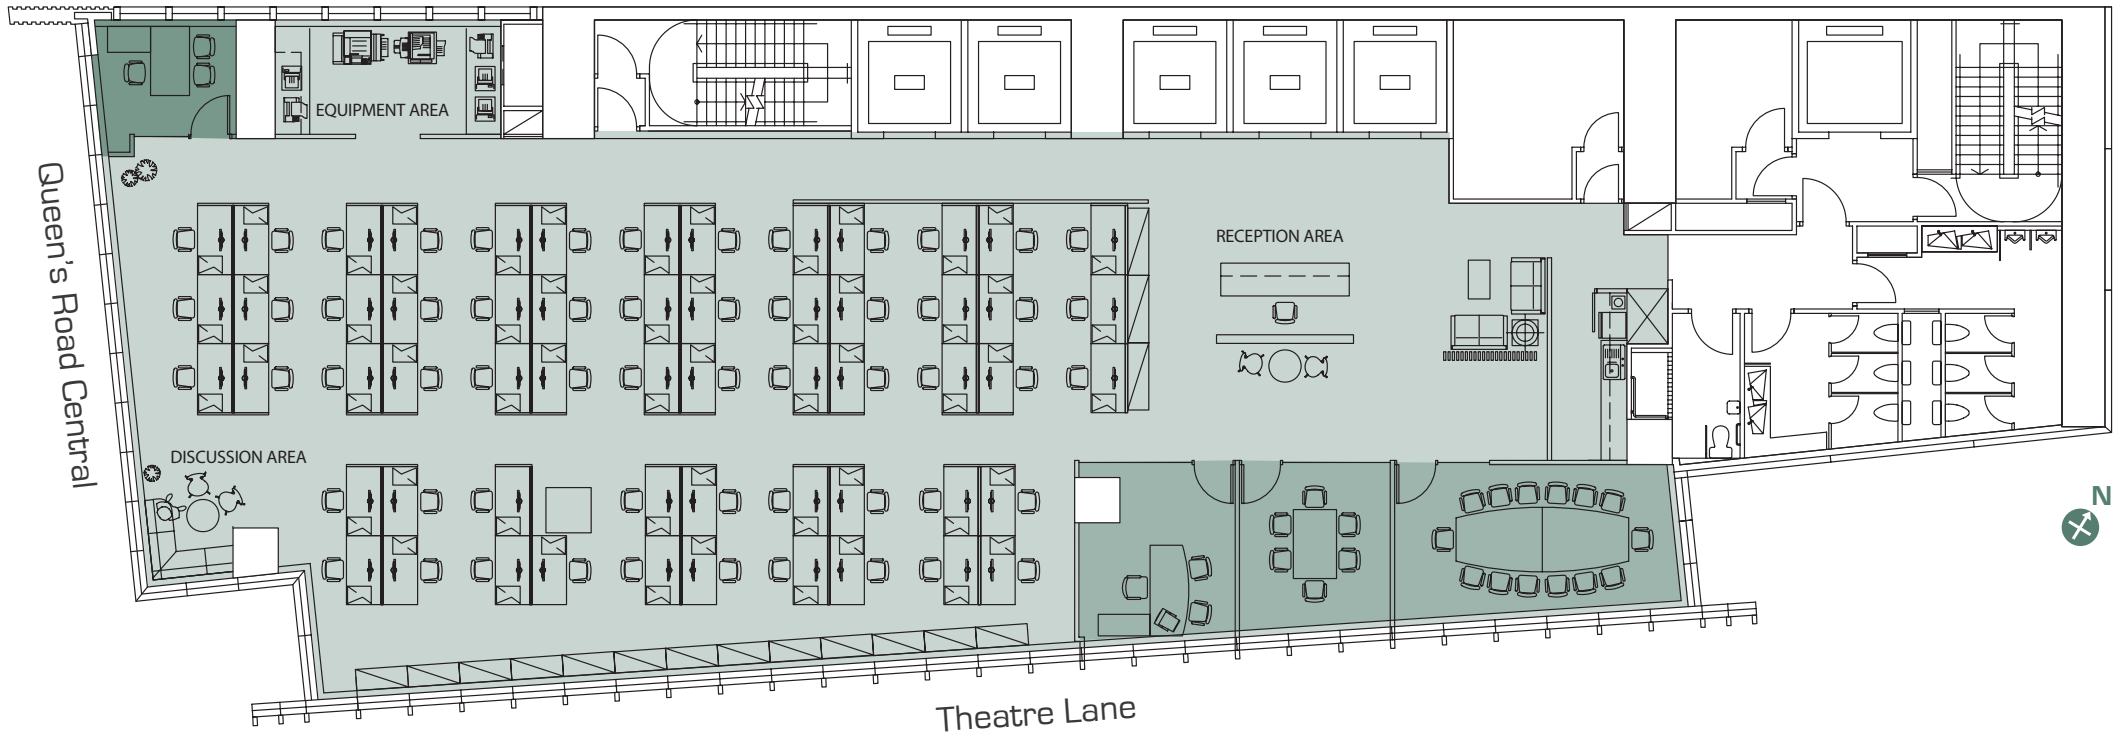 EQUIPMENT AREA
Queen's Road Central
RECEPTION AREA
DISCUSSION AREA
N
Theatre Lane